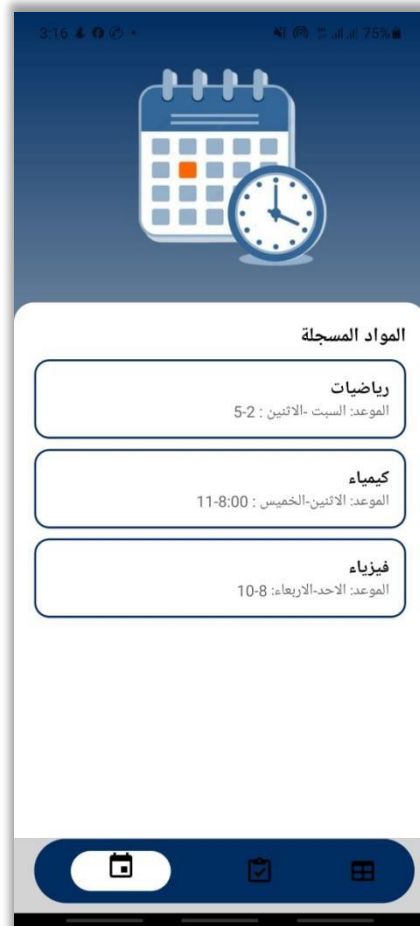 3:16
75%
المواد المسجلة
رياضيات
الموعد: السبت -الاثنين : 2-5
كيمياء
الموعد: الاثنين-الخميس : 8:00-11
فيزياء
الموعد: الاحد-الاربعاء: 8-10